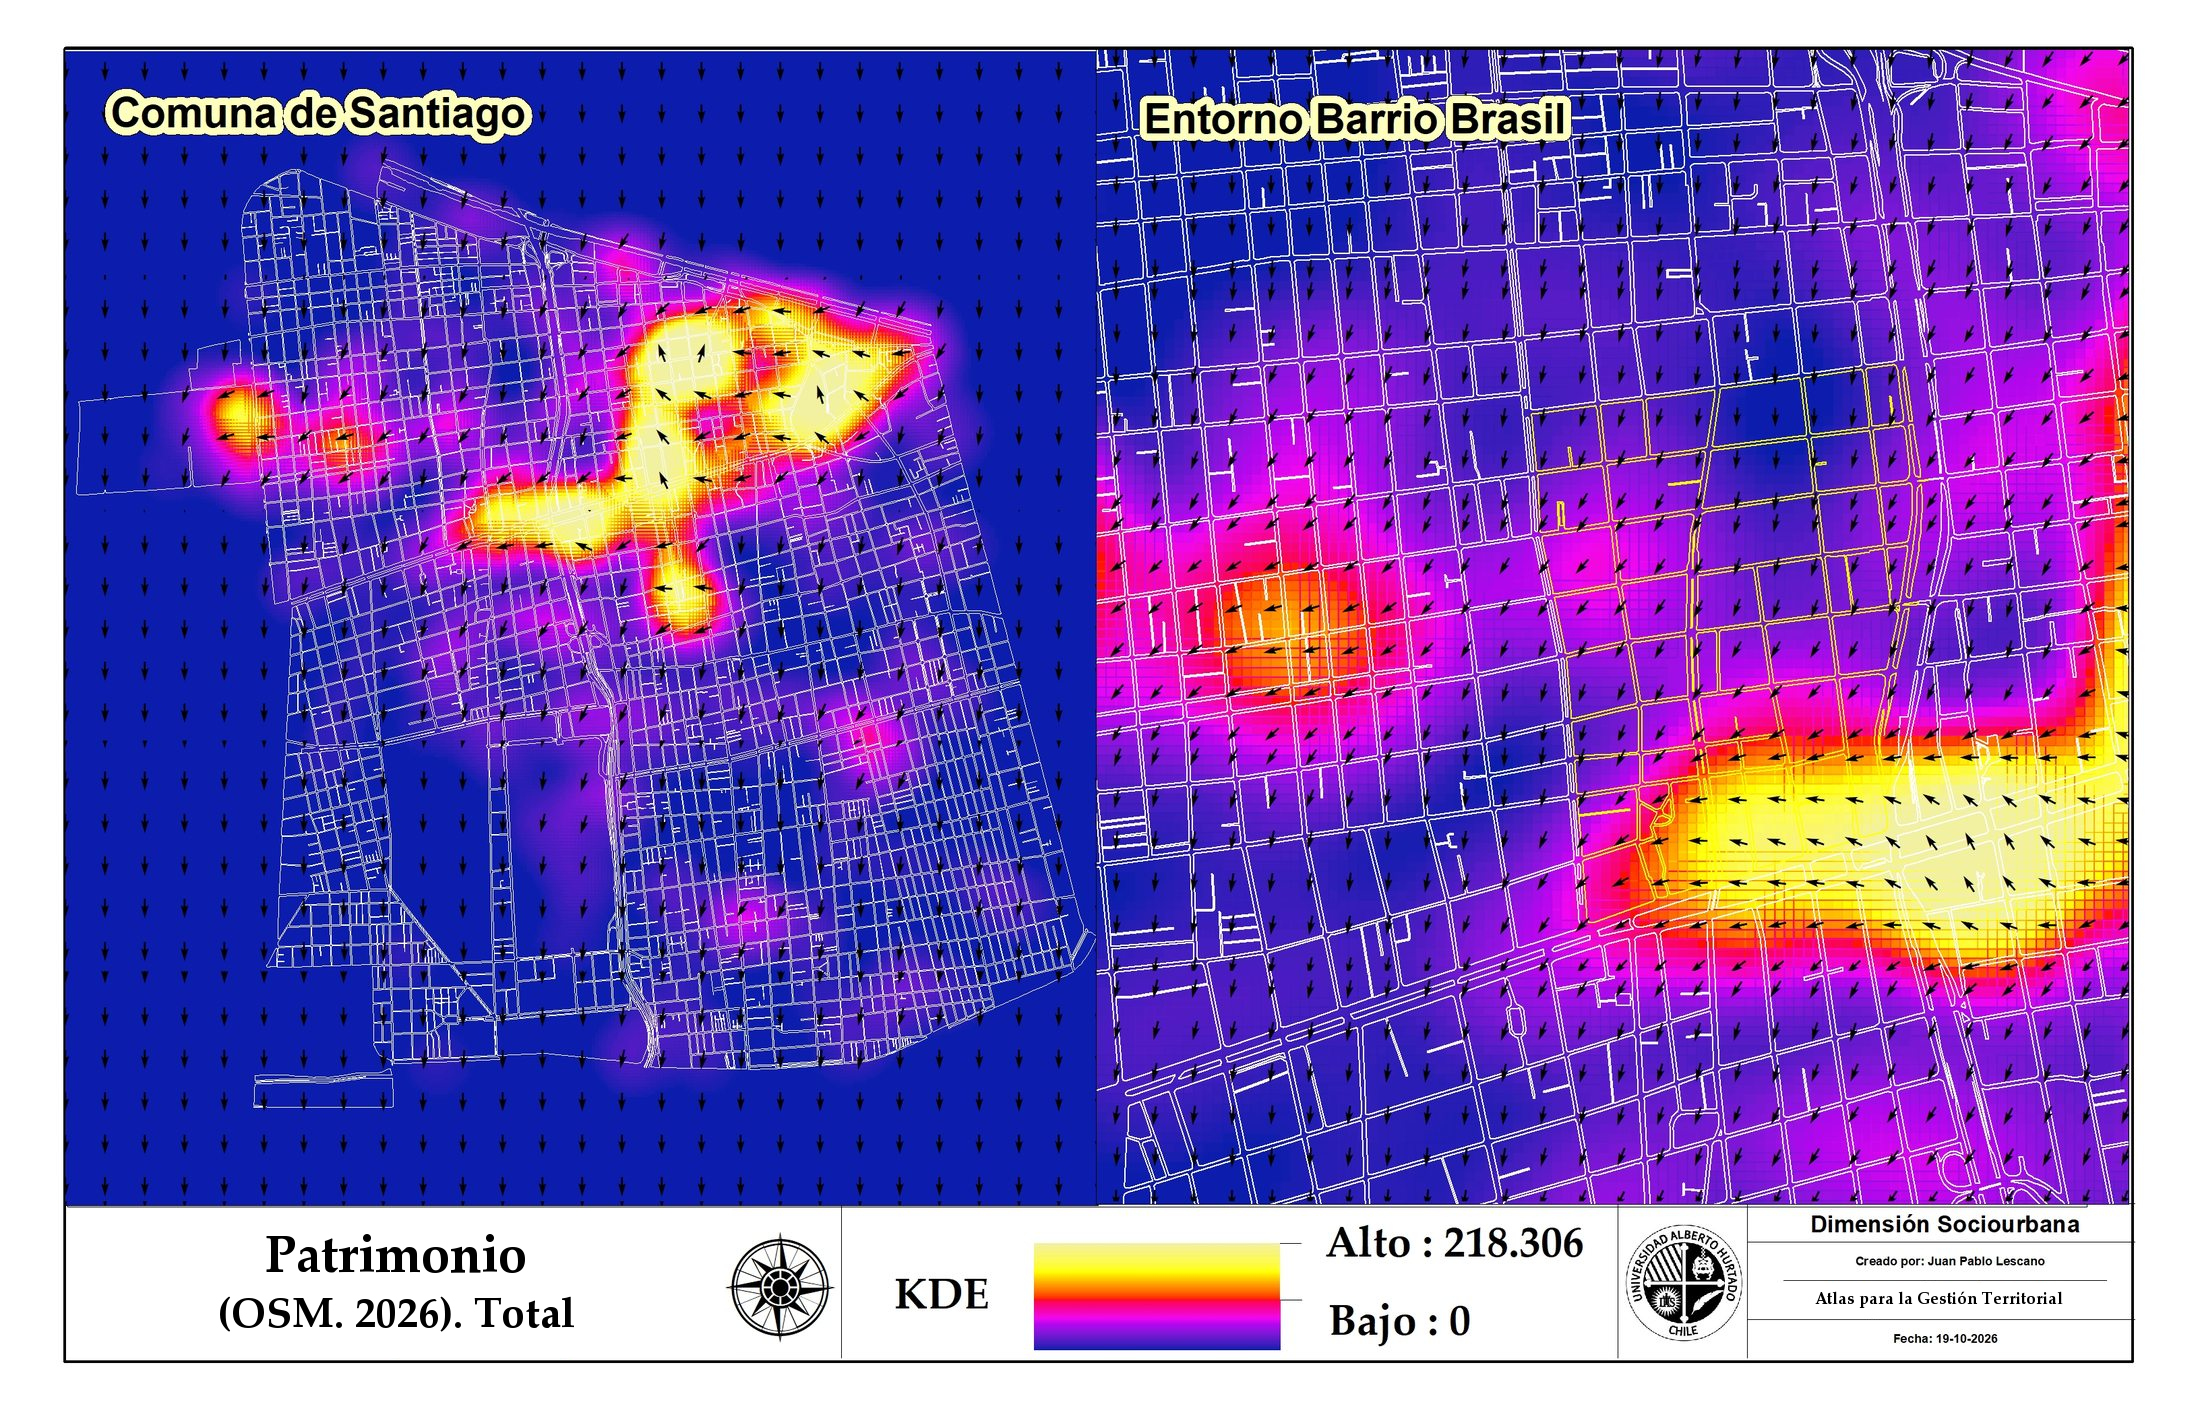 Comuna de Santiago
Entorno Barrio Brasil
Patrimonio
(OSM. 2026). Total
KDE
Alto : 218.306
Bajo : 0
UNIVERSIDAD ALBERTO HURTADO
CHILE
Dimensión Sociourbana
Creado por: Juan Pablo Lescano
Atlas para la Gestión Territorial
Fecha: 19-10-2026